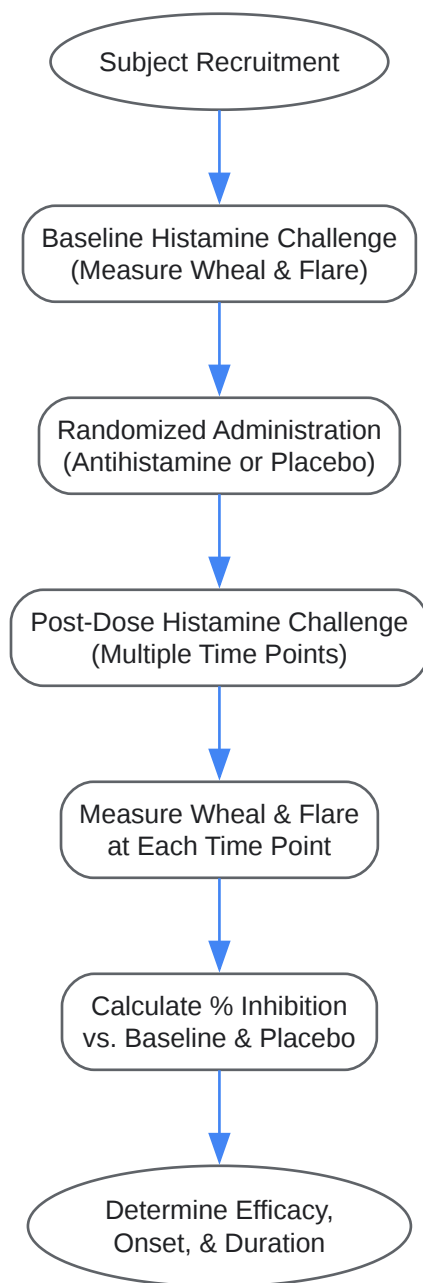 Subject Recruitment
Baseline Histamine Challenge
(Measure Wheal & Flare)
Randomized Administration
(Antihistamine or Placebo)
Post-Dose Histamine Challenge
(Multiple Time Points)
Measure Wheal & Flare
at Each Time Point
Calculate % Inhibition
vs. Baseline & Placebo
Determine Efficacy,
Onset, & Duration